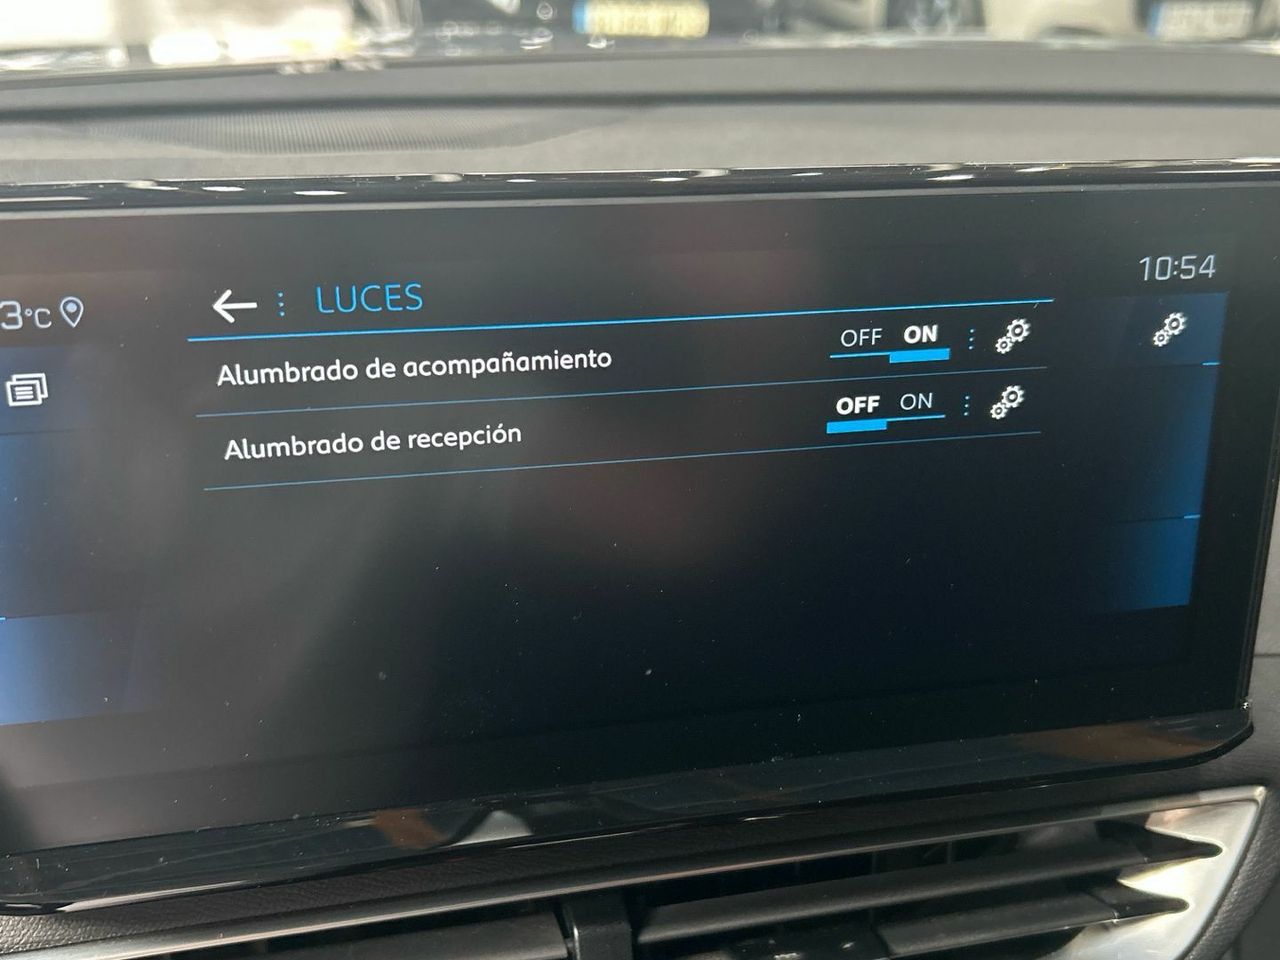 10:54
3°C
LUCES
Alumbrado de acompañamiento OFF ON
Alumbrado de recepción OFF ON